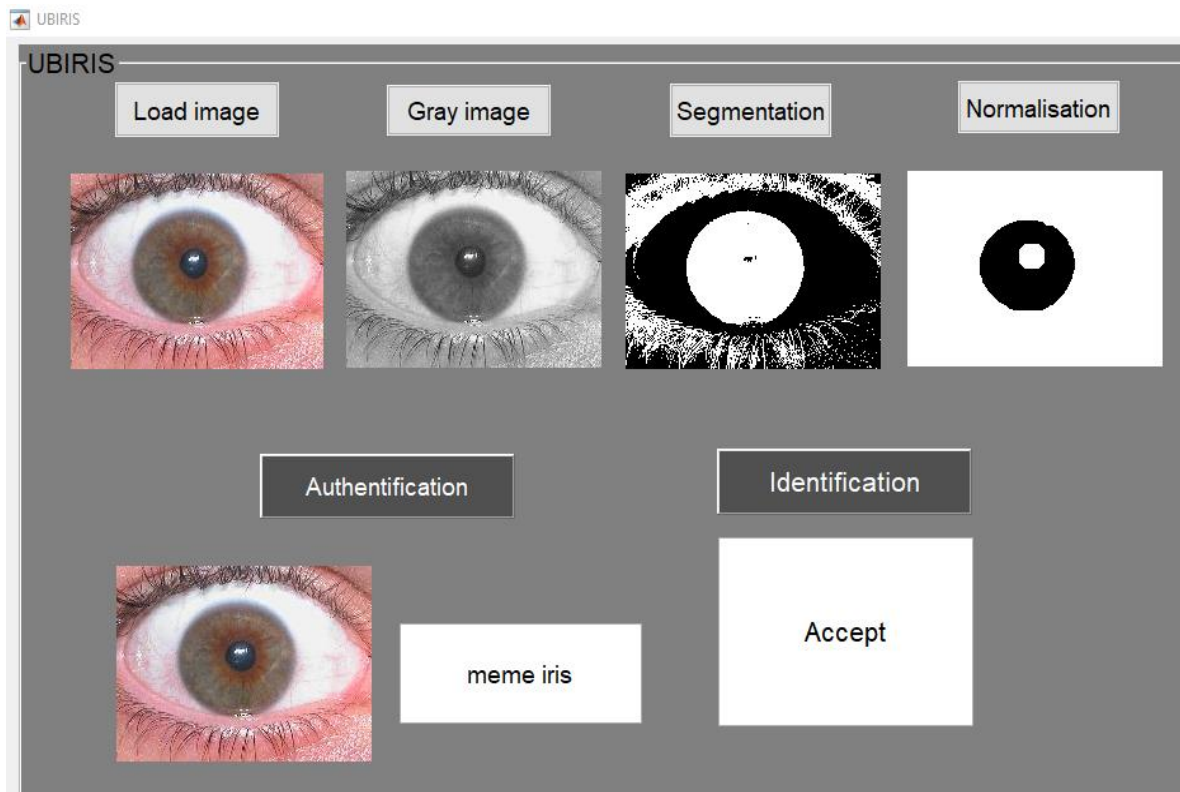 UBIRIS
UBIRIS
Load image
Gray image
Segmentation
Normalisation
Authentification
Identification
meme iris
Accept